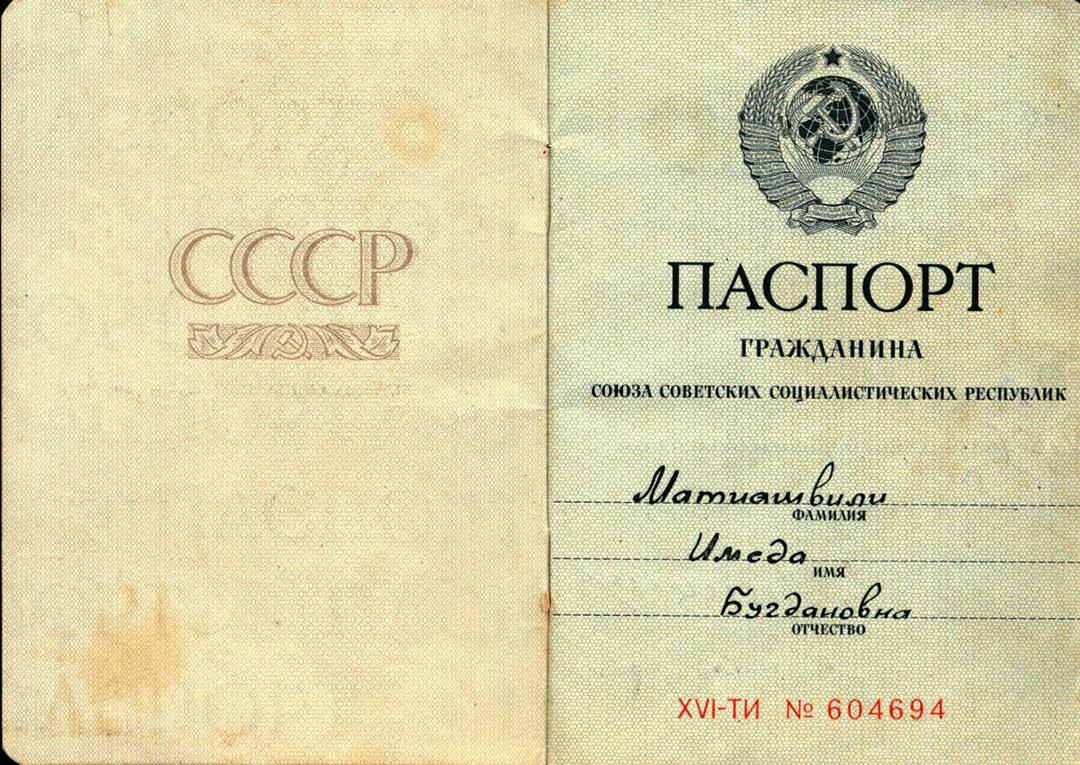 СССР
ПАСПОРТ
ГРАЖДАНИНА
СОЮЗА СОВЕТСКИХ СОЦИАЛИСТИЧЕСКИХ РЕСПУБЛИК
Матиашвили
ФАМИЛИЯ
Имеда
ИМЯ
Бугдановна
ОТЧЕСТВО
XVI-ТИ № 604694